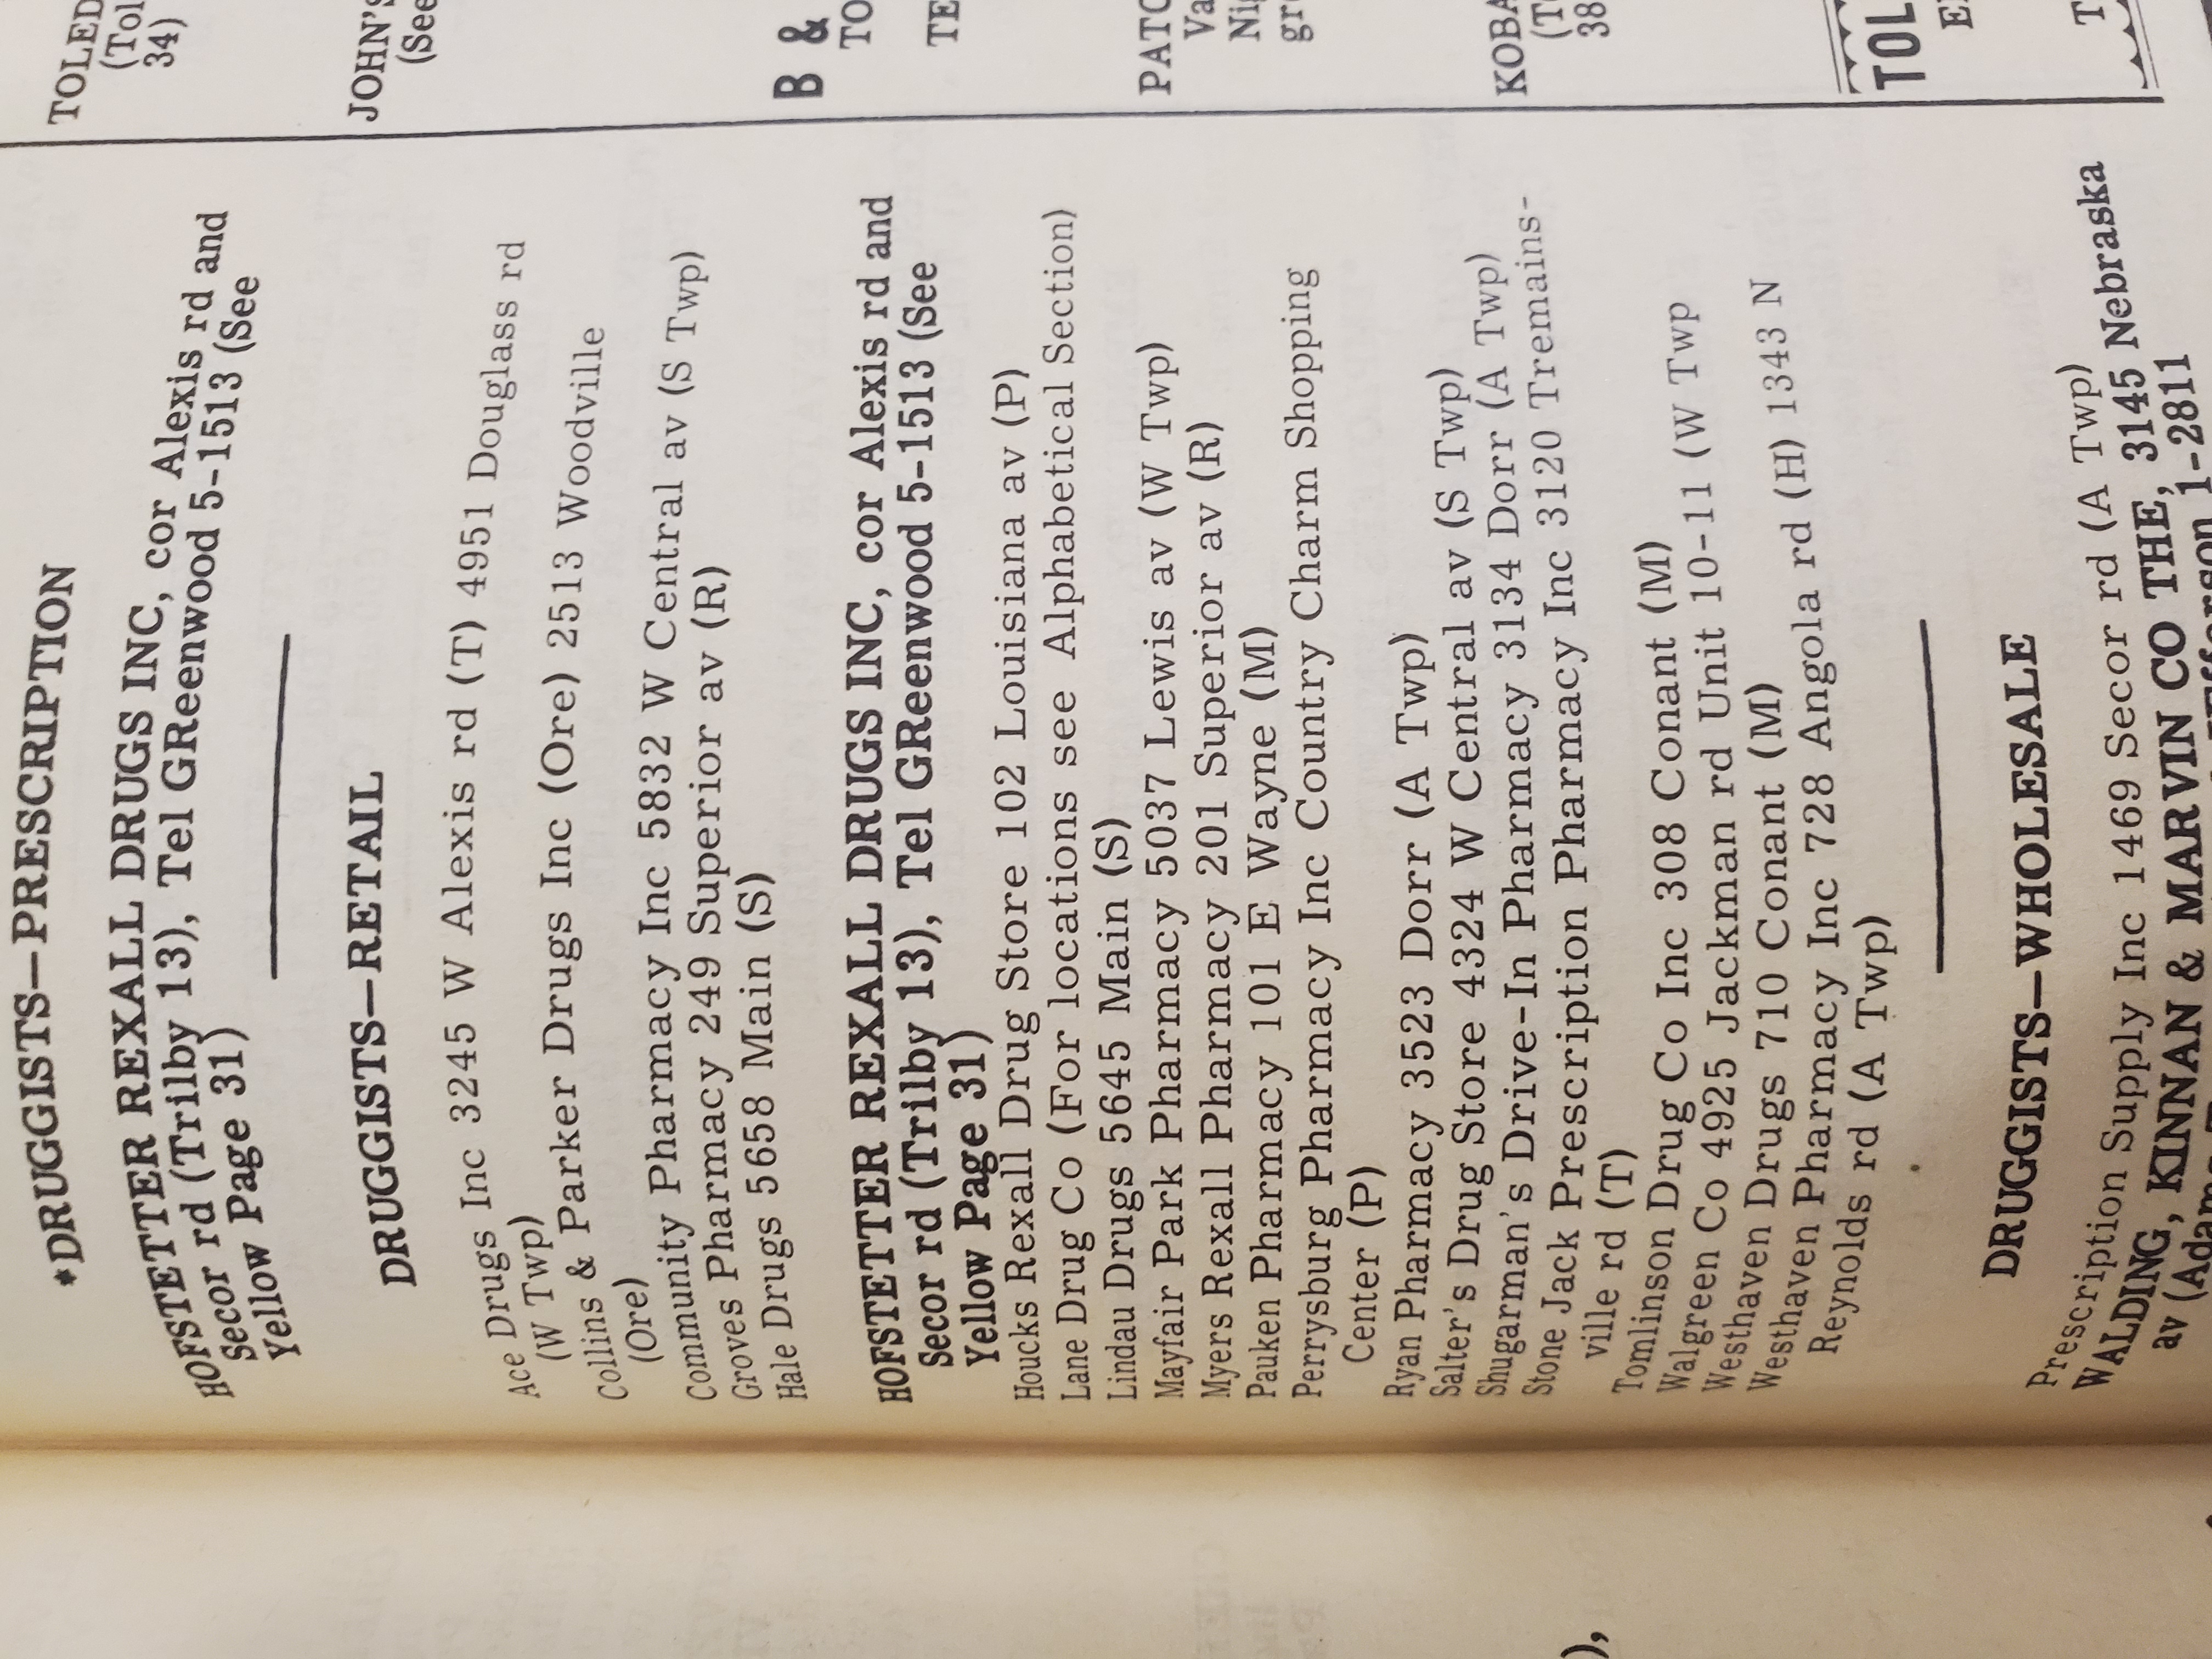 *DRUGGISTS—PRESCRIPTION
HOFSTETTER REXALL DRUGS INC, cor Alexis rd and
Secor rd (Trilby 13), Tel GReenwood 5-1513 (See
Yellow Page 31)
DRUGGISTS—RETAIL
Ace Drugs Inc 3245 W Alexis rd (T) 4951 Douglass rd
(W Twp)
Collins & Parker Drugs Inc (Ore) 2513 Woodville
(Ore)
Community Pharmacy Inc 5832 W Central av (S Twp)
Groves Pharmacy 249 Superior av (R)
Hale Drugs 5658 Main (S)
HOFSTETTER REXALL DRUGS INC, cor Alexis rd and
Secor rd (Trilby 13), Tel GReenwood 5-1513 (See
Yellow Page 31)
Houcks Rexall Drug Store 102 Louisiana av (P)
Lane Drug Co (For locations see Alphabetical Section)
Lindau Drugs 5645 Main (S)
Mayfair Park Pharmacy 5037 Lewis av (W Twp)
Myers Rexall Pharmacy 201 Superior av (R)
Pauken Pharmacy 101 E Wayne (M)
Perrysburg Pharmacy Inc Country Charm Shopping
Center (P)
Ryan Pharmacy 3523 Dorr (A Twp)
Salter's Drug Store 4324 W Central av (S Twp)
Shugarman's Drive-In Pharmacy 3134 Dorr (A Twp)
Stone Jack Prescription Pharmacy Inc 3120 Tremains-
ville rd (T)
Tomlinson Drug Co Inc 308 Conant (M)
Walgreen Co 4925 Jackman rd Unit 10-11 (W Twp
Westhaven Drugs 710 Conant (M)
Westhaven Pharmacy Inc 728 Angola rd (H) 1343 N
Reynolds rd (A Twp)
DRUGGISTS—WHOLESALE
Prescription Supply Inc 1469 Secor rd (A Twp)
WALDING, KINNAN & MARVIN CO THE, 3145 Nebraska
av (Adams 1-2811
TOLED
(Tol
34)
JOHN'S
(See
B &
TO
TE
PATC
Va
Ni
gr
KOBA
(T
38
TOL
E
T
),